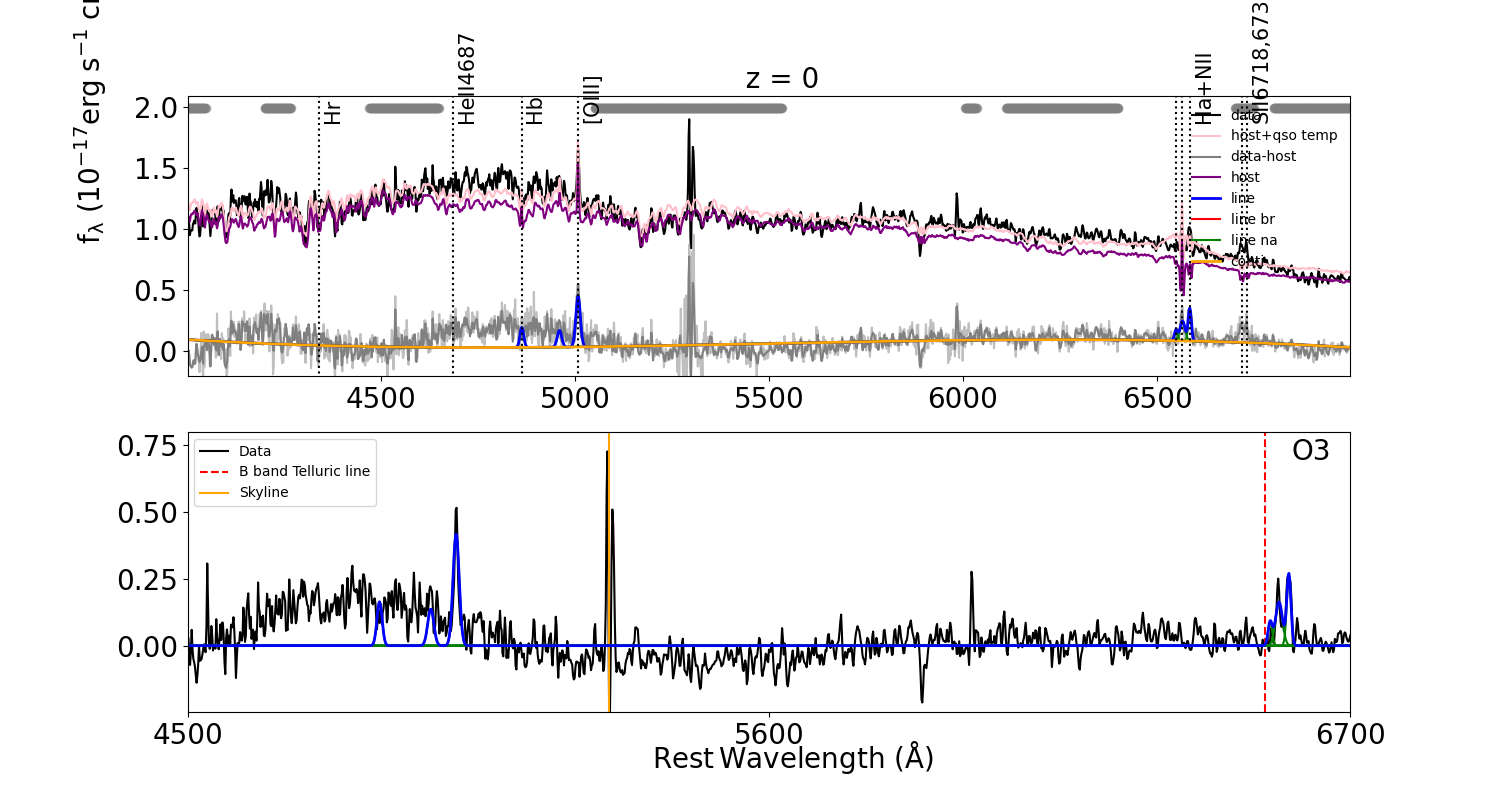 z = 0
fλ (10−17erg s−1 c
Hr
HeII4687
Hb
[OIII]
Ha+NII
SII6718,673
2.0
1.5
1.0
0.5
0.0
data
host+qso temp
data-host
host
line
line br
line na
conti
4500
5000
5500
6000
6500
O3
Data
B band Telluric line
Skyline
0.75
0.50
0.25
0.00
4500
5600
6700
Rest Wavelength (Å)